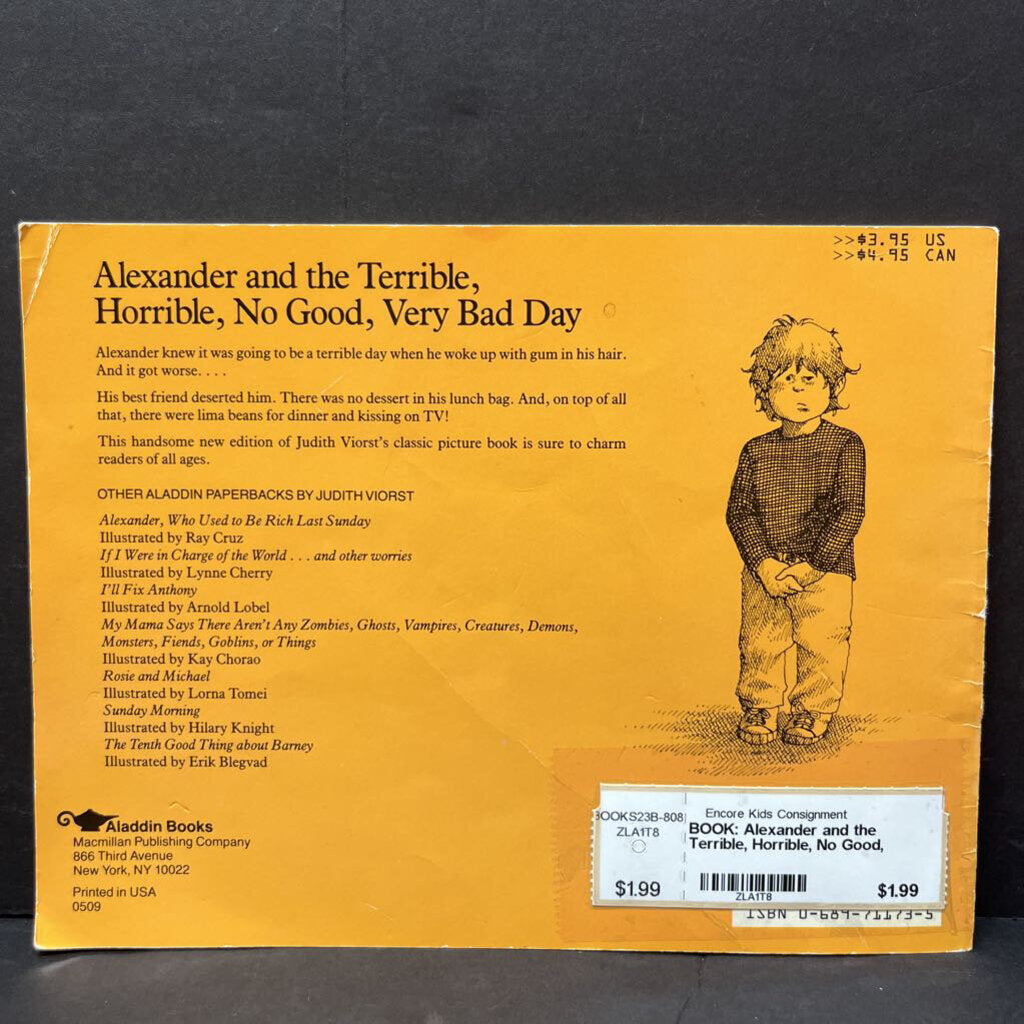 >>$3.95 US
>>$4.95 CAN
Alexander and the Terrible,
Horrible, No Good, Very Bad Day
Alexander knew it was going to be a terrible day when he woke up with gum in his hair.
And it got worse. . . .
His best friend deserted him. There was no dessert in his lunch bag. And, on top of all
that, there were lima beans for dinner and kissing on TV!
This handsome new edition of Judith Viorst's classic picture book is sure to charm
readers of all ages.
OTHER ALADDIN PAPERBACKS BY JUDITH VIORST
Alexander, Who Used to Be Rich Last Sunday
Illustrated by Ray Cruz
If I Were in Charge of the World . . . and other worries
Illustrated by Lynne Cherry
I'll Fix Anthony
Illustrated by Arnold Lobel
My Mama Says There Aren't Any Zombies, Ghosts, Vampires, Creatures, Demons,
Monsters, Fiends, Goblins, or Things
Illustrated by Kay Chorao
Rosie and Michael
Illustrated by Lorna Tomei
Sunday Morning
Illustrated by Hilary Knight
The Tenth Good Thing about Barney
Illustrated by Erik Blegvad
Aladdin Books
Macmillan Publishing Company
866 Third Avenue
New York, NY 10022
Printed in USA
0509
BOOKS23B-808
ZLA1T8
$1.99
Encore Kids Consignment
BOOK: Alexander and the
Terrible, Horrible, No Good,
ZLA1T8
$1.99
ISBN 0-689-71173-5